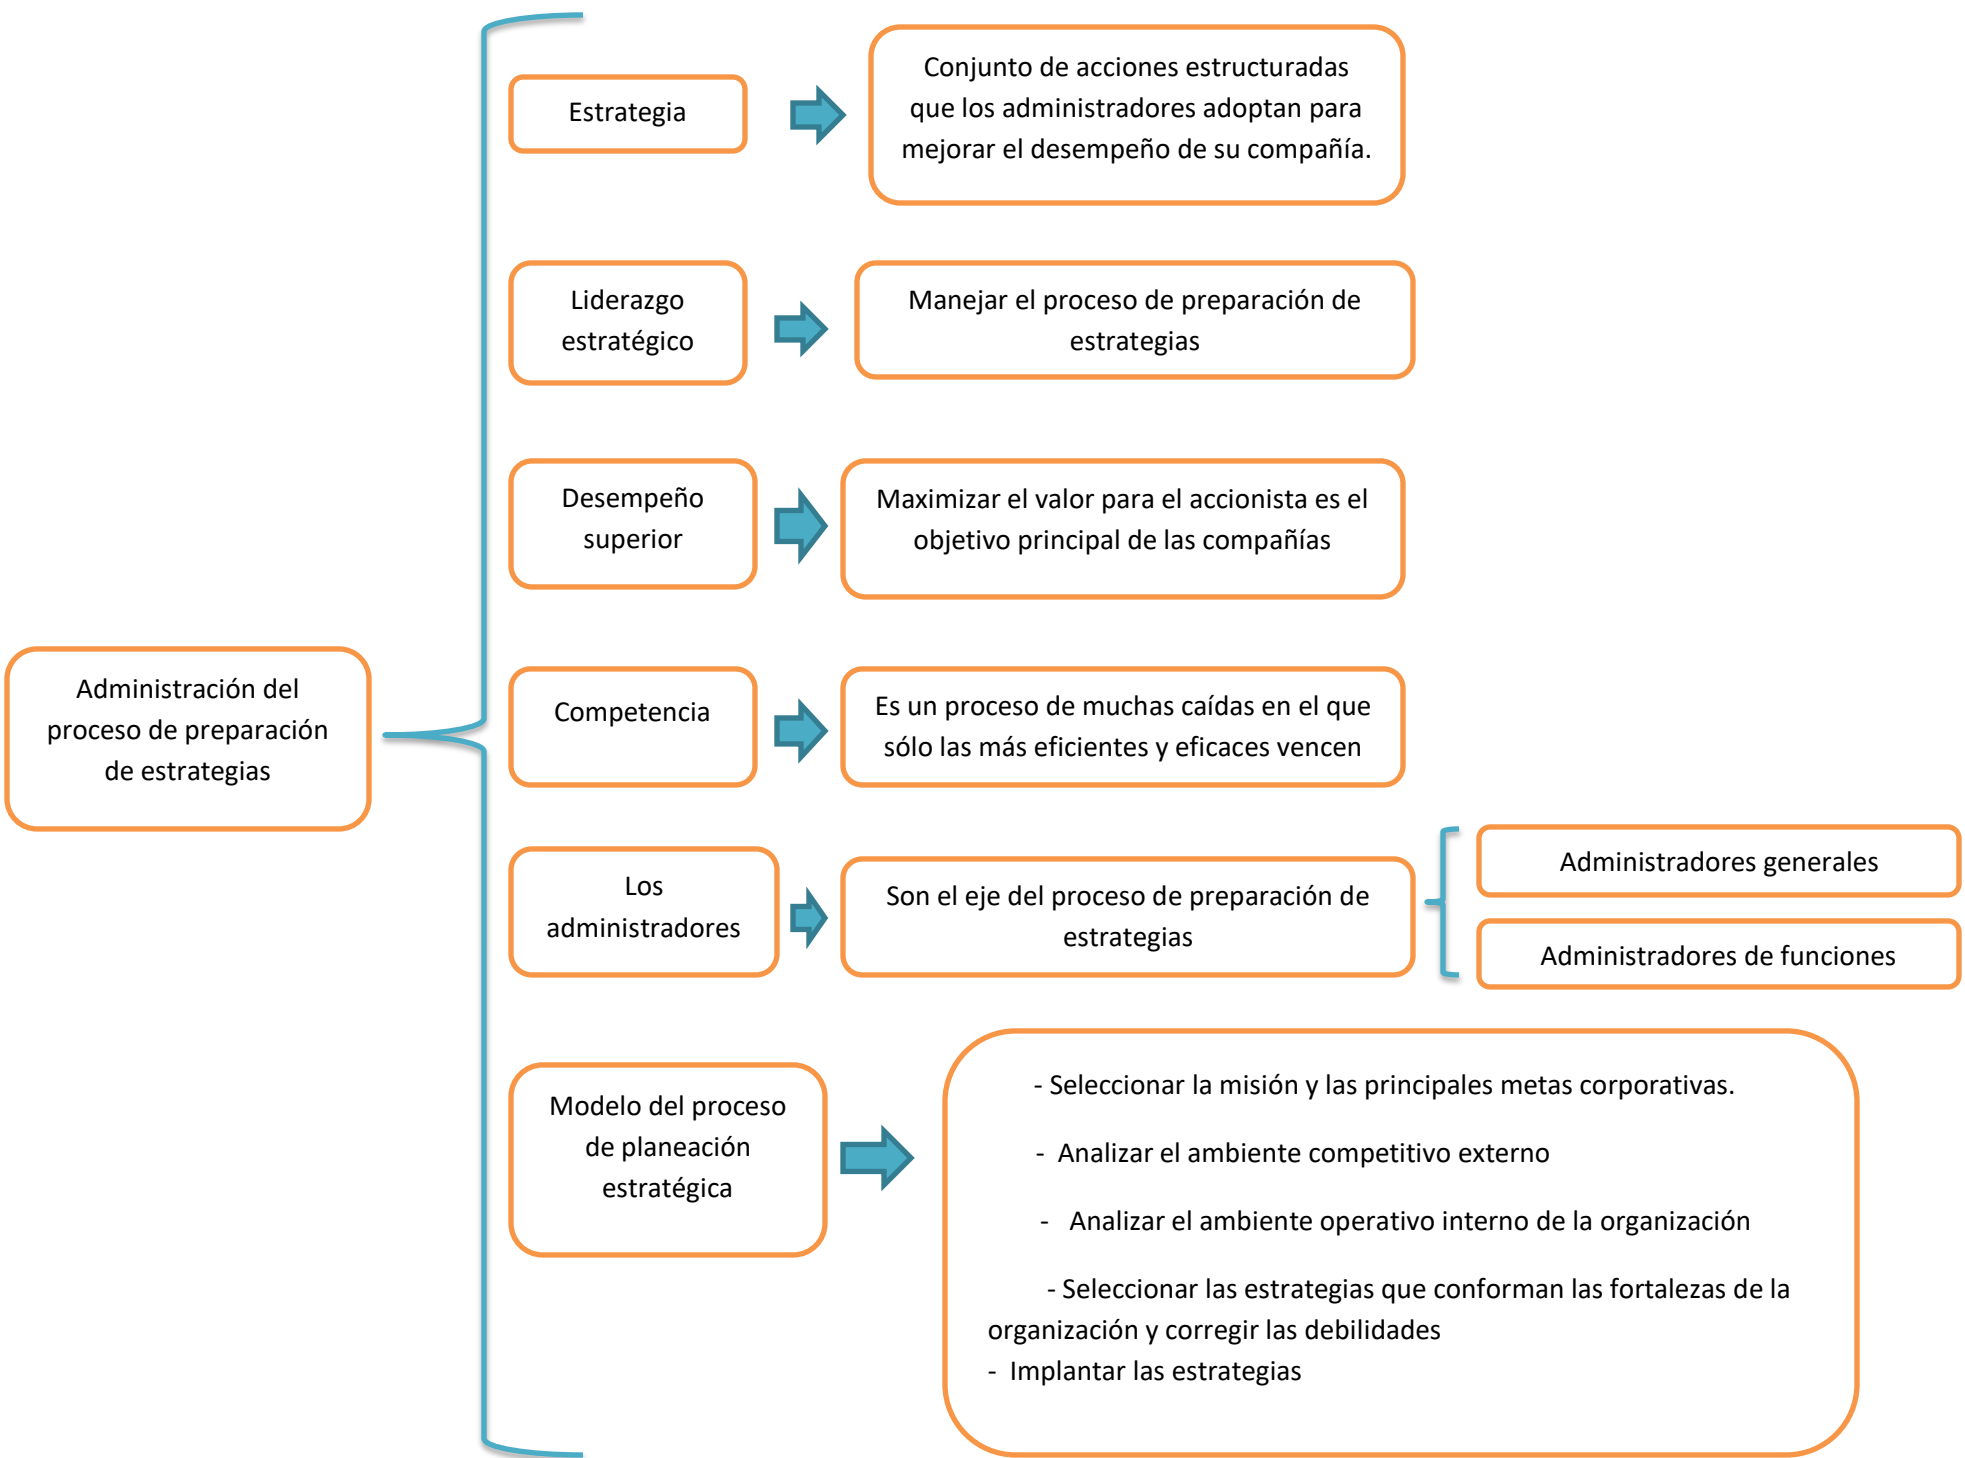 Estrategia
Conjunto de acciones estructuradas
que los administradores adoptan para
mejorar el desempeño de su compañía.
Liderazgo
estratégico
Manejar el proceso de preparación de
estrategias
Desempeño
superior
Maximizar el valor para el accionista es el
objetivo principal de las compañías
Administración del
proceso de preparación
de estrategias
Competencia
Es un proceso de muchas caídas en el que
sólo las más eficientes y eficaces vencen
Los
administradores
Son el eje del proceso de preparación de
estrategias
Administradores generales
Administradores de funciones
Modelo del proceso
de planeación
estratégica
- Seleccionar la misión y las principales metas corporativas.
- Analizar el ambiente competitivo externo
- Analizar el ambiente operativo interno de la organización
- Seleccionar las estrategias que conforman las fortalezas de la
organización y corregir las debilidades
- Implantar las estrategias